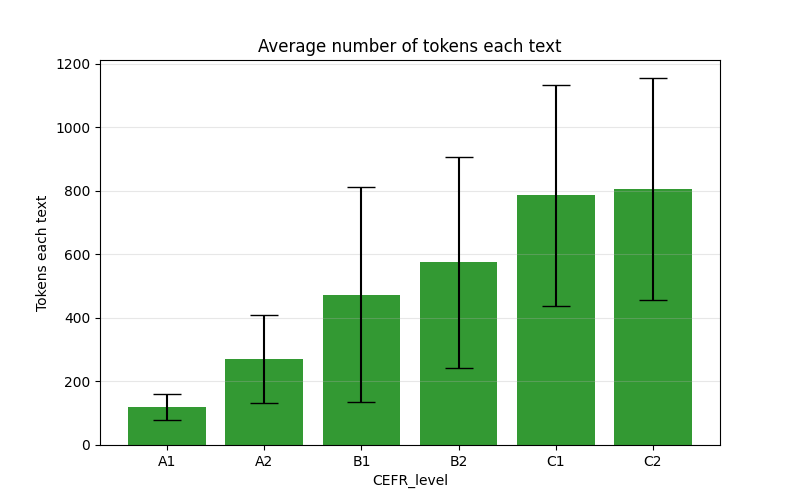 Average number of tokens each text
1200
1000
800
600
400
200
0
Tokens each text
A1 A2 B1 B2 C1 C2
CEFR_level